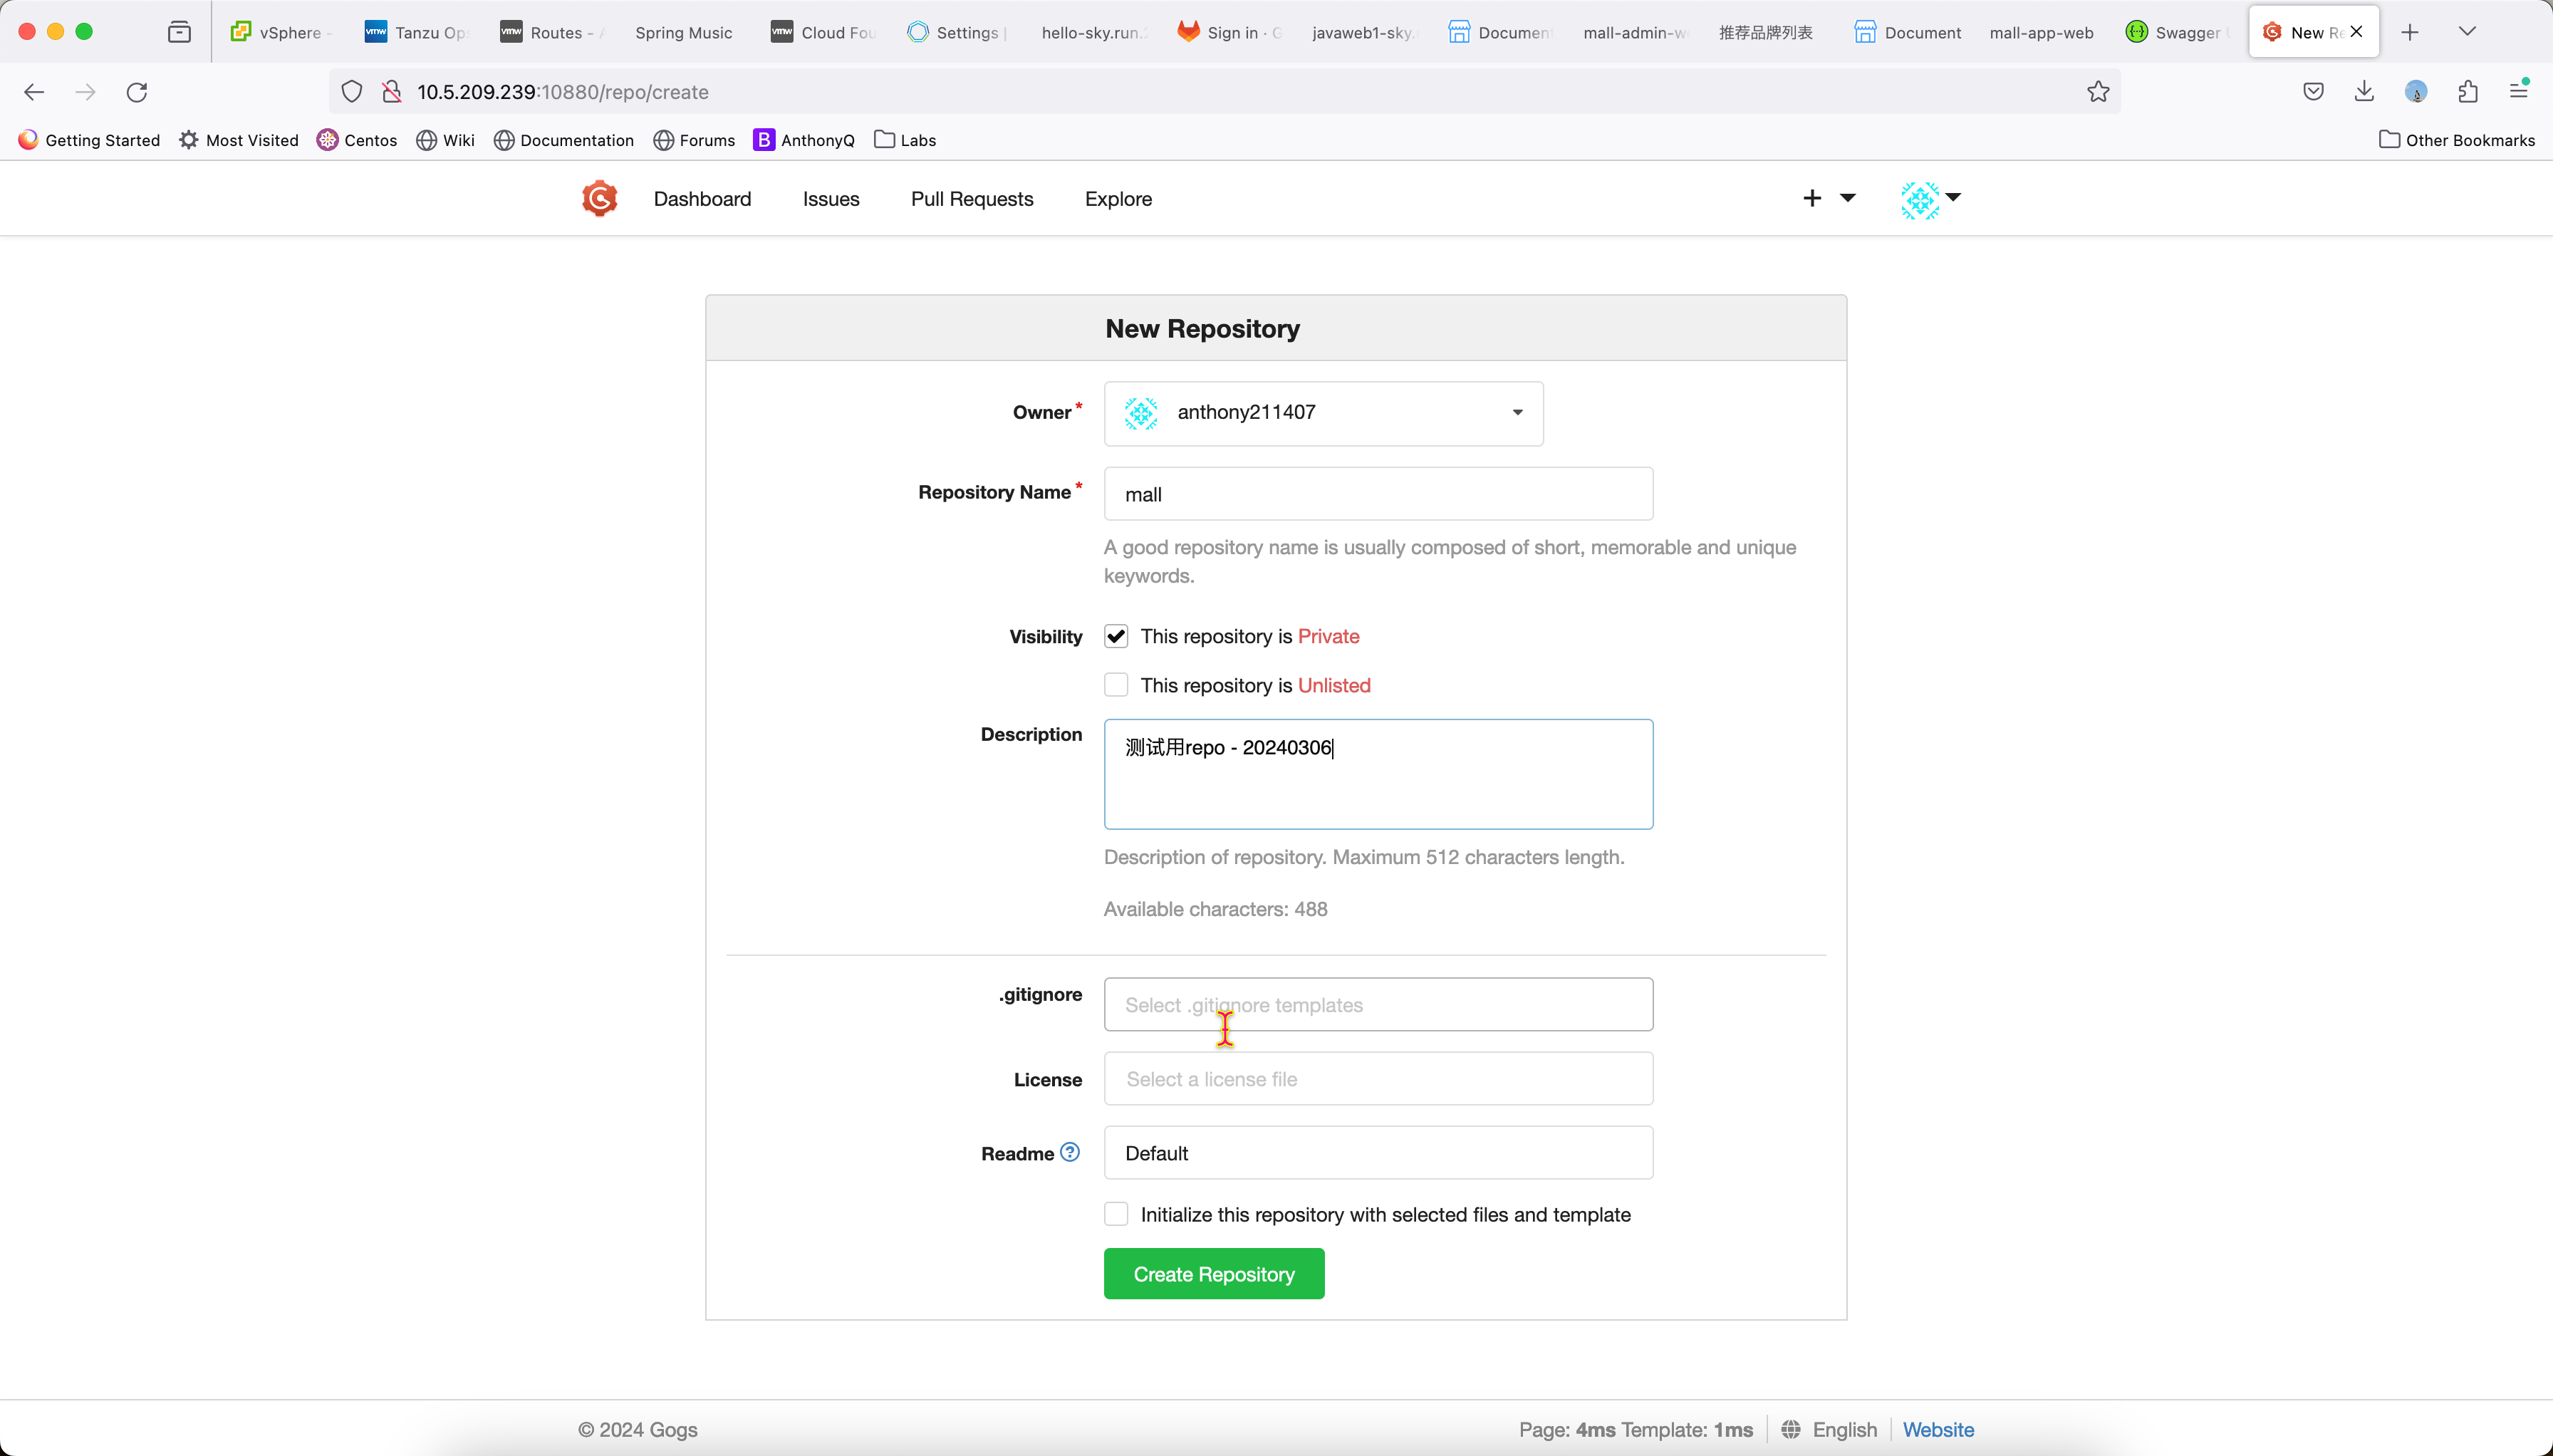 vSphere -
Tanzu Op
Routes - A
Spring Music
Cloud Fou
Settings |
hello-sky.run.
Sign in · G
javaweb1-sky.
Documen
mall-admin-w
推荐品牌列表
Document
mall-app-web
Swagger U
New Re
10.5.209.239:10880/repo/create
Getting Started
Most Visited
Centos
Wiki
Documentation
Forums
B AnthonyQ
Labs
Other Bookmarks
Dashboard
Issues
Pull Requests
Explore
New Repository
Owner*
anthony211407
Repository Name*
mall
A good repository name is usually composed of short, memorable and unique
keywords.
Visibility
This repository is Private
This repository is Unlisted
Description
测试用repo - 20240306
Description of repository. Maximum 512 characters length.
Available characters: 488
.gitignore
Select .gitignore templates
License
Select a license file
Readme
Default
Initialize this repository with selected files and template
Create Repository
© 2024 Gogs
Page: 4ms Template: 1ms
English
Website